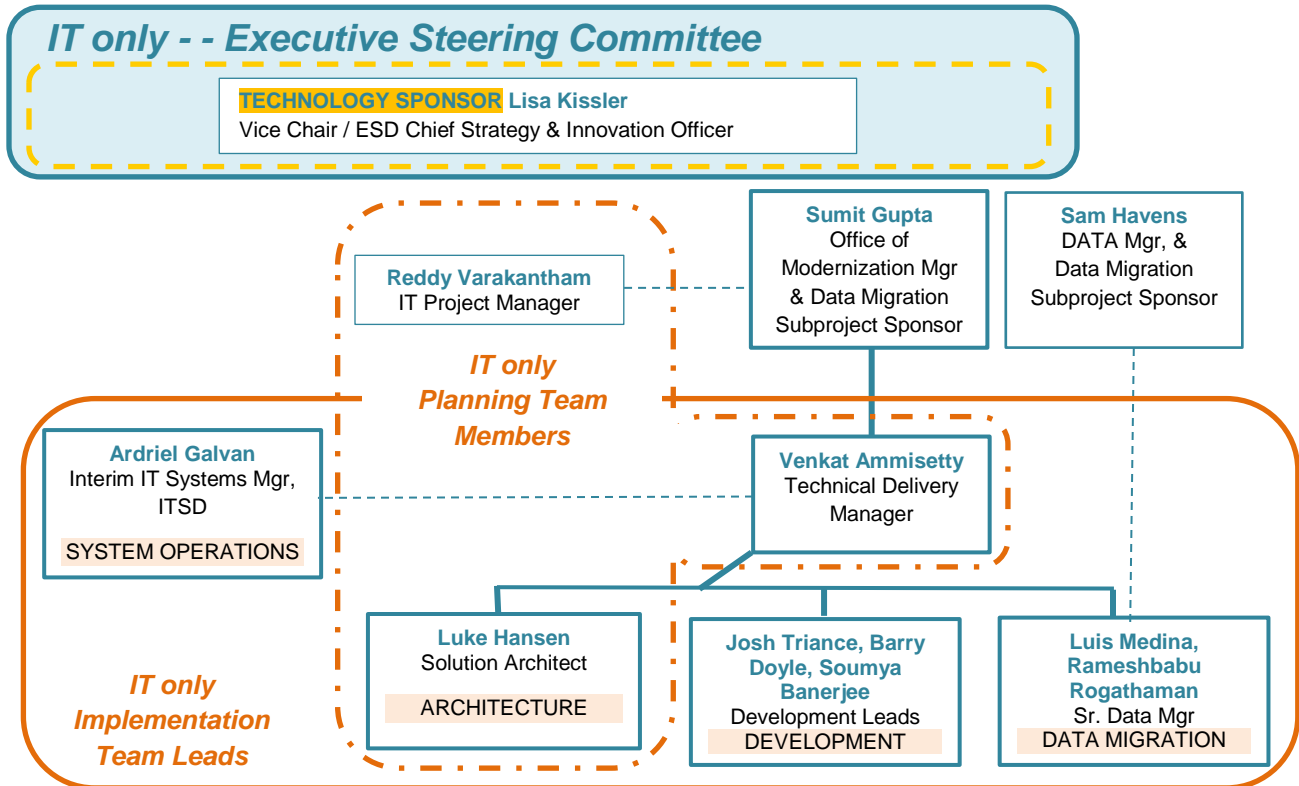 IT only - - Executive Steering Committee
TECHNOLOGY SPONSOR Lisa Kissler
Vice Chair / ESD Chief Strategy & Innovation Officer
Reddy Varakantham
IT Project Manager
Sumit Gupta
Office of
Modernization Mgr
& Data Migration
Subproject Sponsor
Sam Havens
DATA Mgr, &
Data Migration
Subproject Sponsor
IT only
Planning Team
Members
Ardriel Galvan
Interim IT Systems Mgr,
ITSD
SYSTEM OPERATIONS
Venkat Ammisetty
Technical Delivery
Manager
Luke Hansen
Solution Architect
ARCHITECTURE
Josh Triance, Barry
Doyle, Soumya
Banerjee
Development Leads
DEVELOPMENT
Luis Medina,
Rameshbabu
Rogathaman
Sr. Data Mgr
DATA MIGRATION
IT only
Implementation
Team Leads